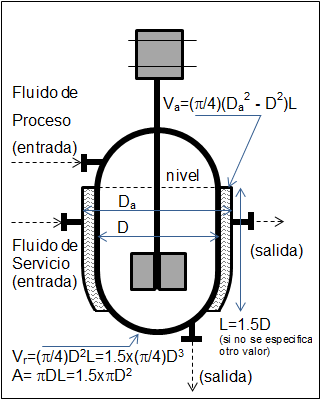 Fluido de
Proceso
(entrada)
Vₐ=(π/4)(Dₐ² - D²)L
nivel
Dₐ
D
Fluido de
Servicio
(entrada)
(salida)
L=1.5D
(si no se especifica
otro valor)
Vᵣ=(π/4)D²L=1.5x(π/4)D³
A= πDL=1.5xπD²
(salida)